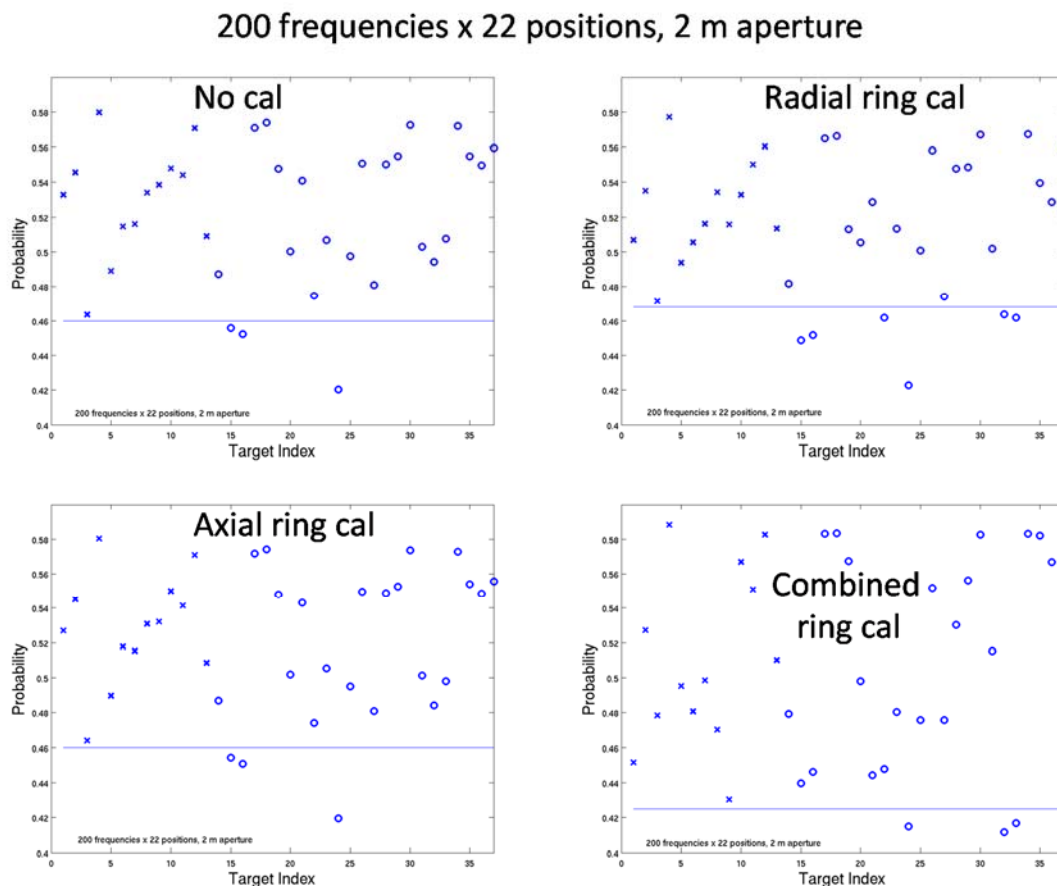 200 frequencies x 22 positions, 2 m aperture
No cal
0.58
0.56
0.54
0.52
0.5
0.48
0.46
0.44
0.42
0.4
Probability
200 frequencies x 22 positions, 2 m aperture
0 5 10 15 20 25 30 35
Target Index
Radial ring cal
0.58
0.56
0.54
0.52
0.5
0.48
0.46
0.44
0.42
0.4
Probability
200 frequencies x 22 positions, 2 m aperture
0 5 10 15 20 25 30 35
Target Index
Axial ring cal
0.58
0.56
0.54
0.52
0.5
0.48
0.46
0.44
0.42
0.4
Probability
200 frequencies x 22 positions, 2 m aperture
0 5 10 15 20 25 30 35
Target Index
Combined
ring cal
0.58
0.56
0.54
0.52
0.5
0.48
0.46
0.44
0.42
0.4
Probability
200 frequencies x 22 positions, 2 m aperture
0 5 10 15 20 25 30 35
Target Index